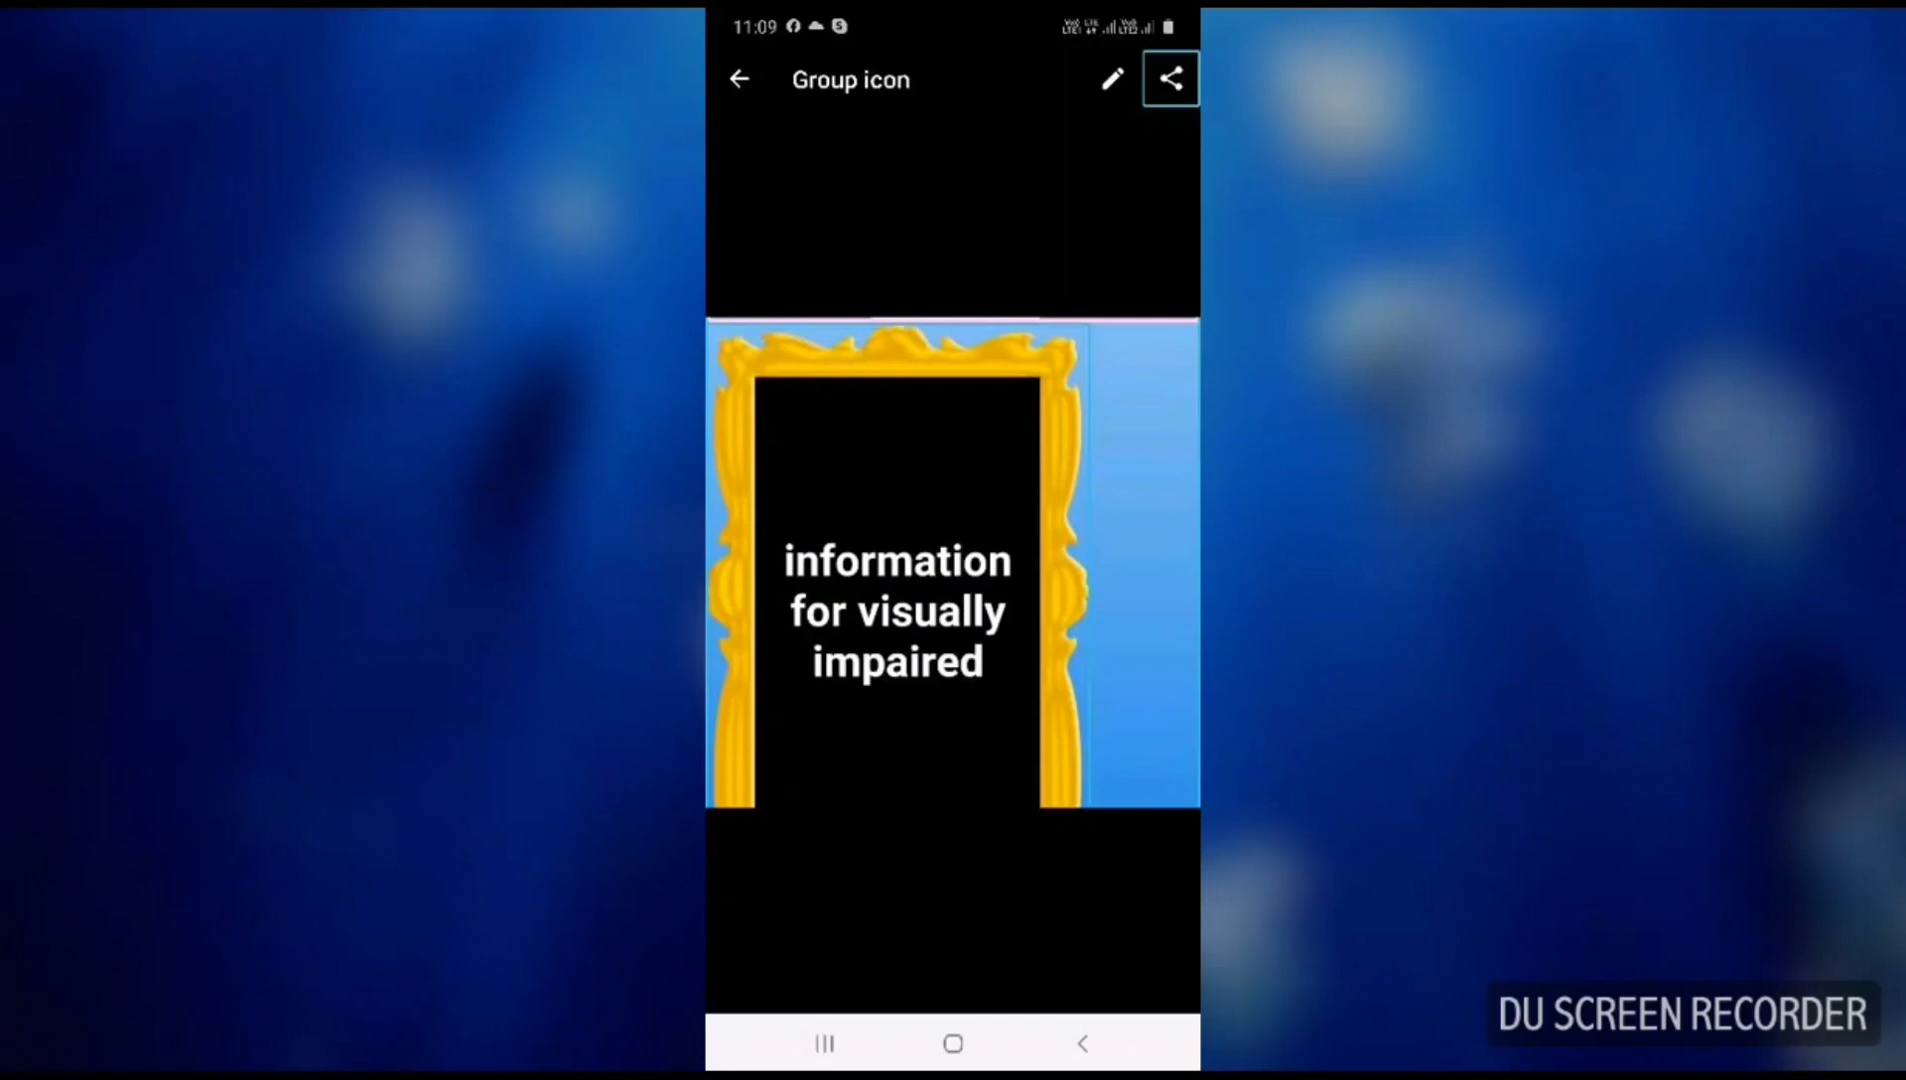 11:09
Group icon
information
for visually
impaired
DU SCREEN RECORDER